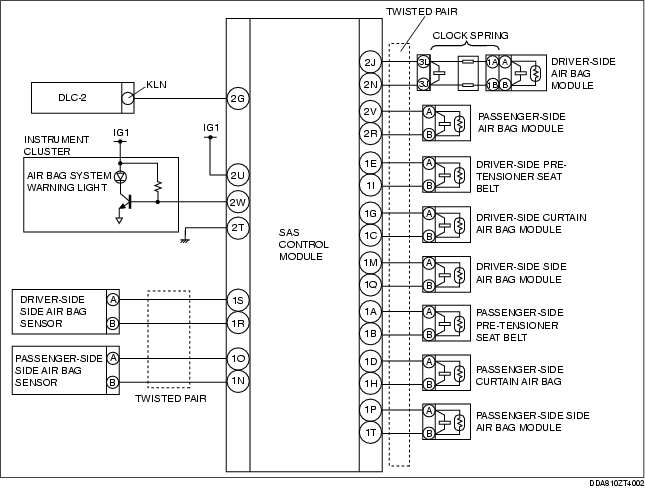 TWISTED PAIR
CLOCK SPRING
2J
3L
1A
A
DRIVER-SIDE
AIR BAG
MODULE
2N
3J
1B
B
DLC-2
KLN
2G
2V
A
PASSENGER-SIDE
AIR BAG MODULE
2R
B
INSTRUMENT
CLUSTER
IG1
IG1
AIR BAG SYSTEM
WARNING LIGHT
2U
2W
2T
1E
DRIVER-SIDE PRE-
TENSIONER SEAT
BELT
1I
SAS
CONTROL
MODULE
1G
A
DRIVER-SIDE CURTAIN
AIR BAG MODULE
1C
B
1M
A
DRIVER-SIDE SIDE
AIR BAG MODULE
1Q
B
DRIVER-SIDE
SIDE AIR BAG
SENSOR
A
B
1S
1R
1A
A
PASSENGER-SIDE
PRE-TENSIONER
SEAT BELT
1B
B
PASSENGER-SIDE
SIDE AIR BAG
SENSOR
A
B
1O
1N
TWISTED PAIR
1D
A
PASSENGER-SIDE
CURTAIN AIR BAG
1H
B
1P
A
PASSENGER-SIDE SIDE
AIR BAG MODULE
1T
B